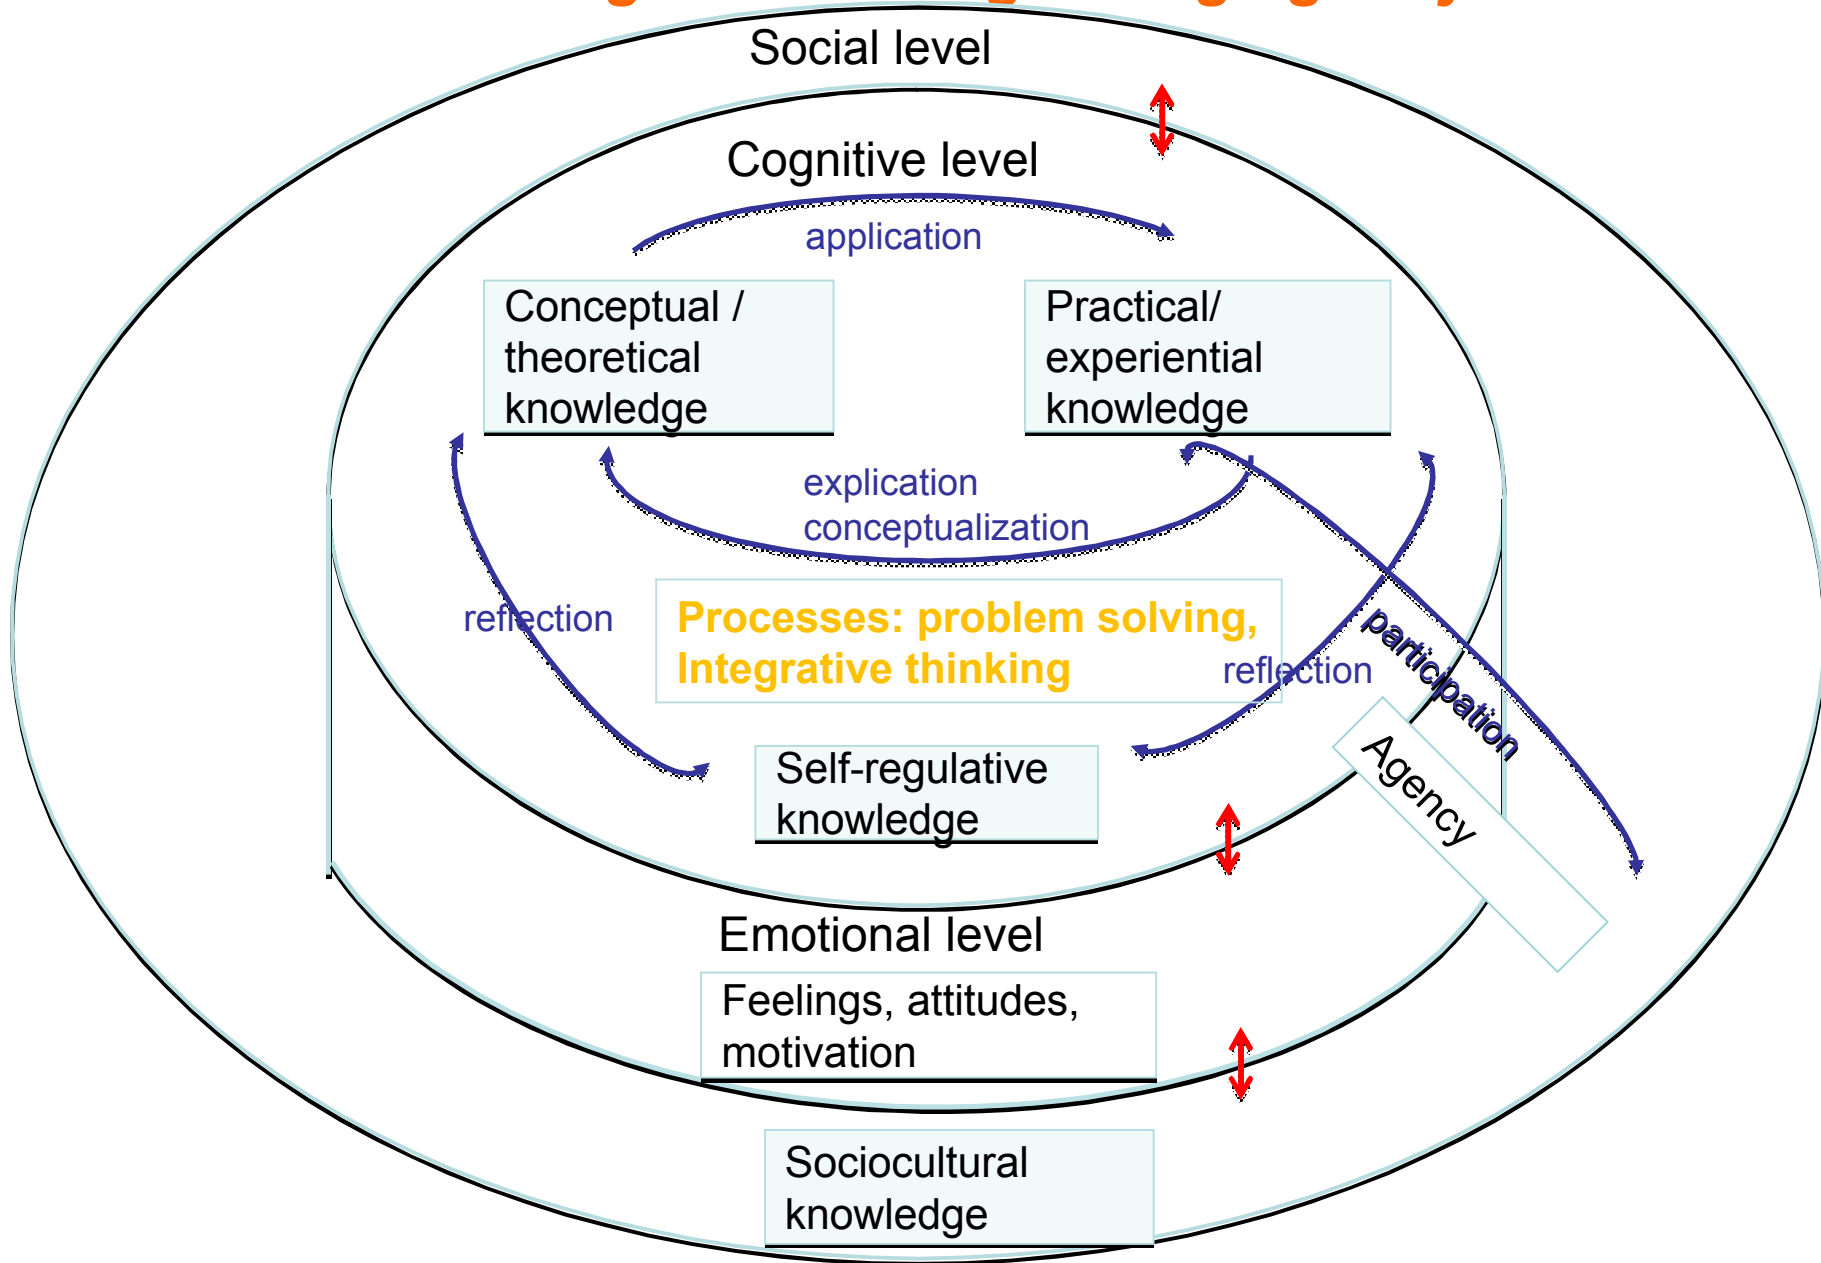 Social level
Cognitive level
application
Conceptual /
theoretical
knowledge
Practical/
experiential
knowledge
explication
conceptualization
reflection
Processes: problem solving,
Integrative thinking
reflection
participation
Agency
Self-regulative
knowledge
Emotional level
Feelings, attitudes,
motivation
Sociocultural
knowledge